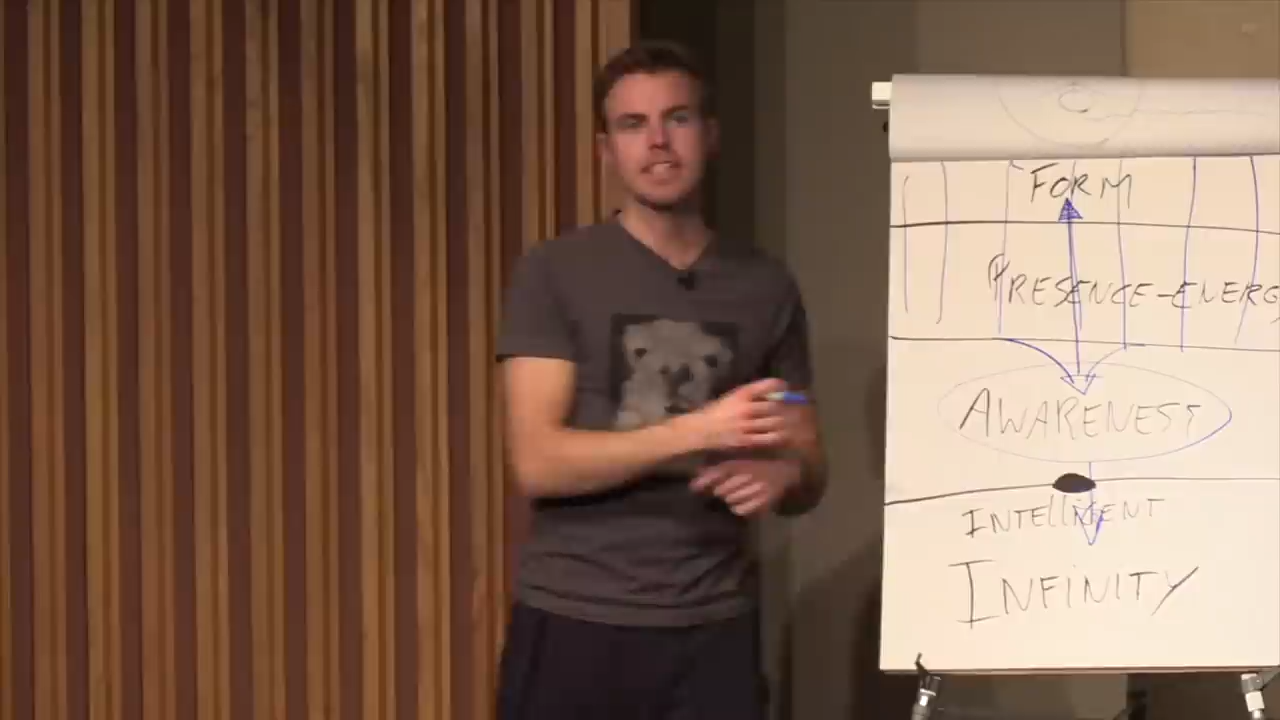 FORM
PRESENCE-ENERG
AWARENESS
INTELLIGENT
INFINITY